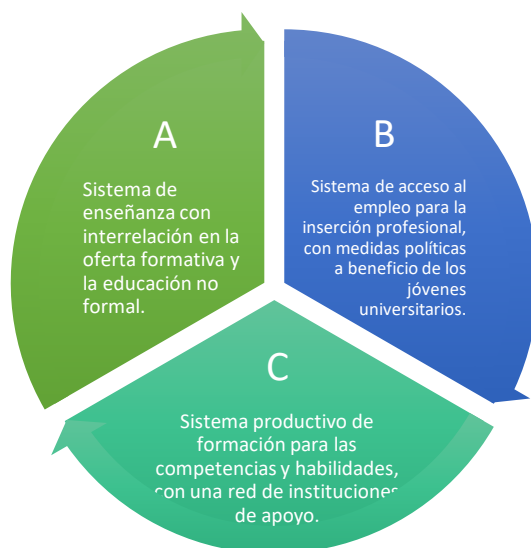 A
Sistema de
enseñanza con
interrelación en la
oferta formativa y
la educación no
formal.
B
Sistema de acceso al
empleo para la
inserción profesional,
con medidas políticas
a beneficio de los
jóvenes
universitarios.
C
Sistema productivo de
formación para las
competencias y habilidades,
con una red de instituciones
de apoyo.